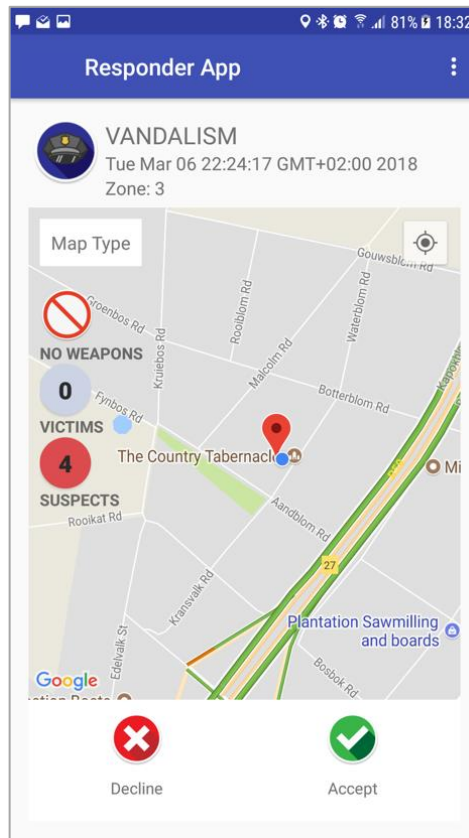 81% 18:32
Responder App
VANDALISM
Tue Mar 06 22:24:17 GMT+02:00 2018
Zone: 3
Map Type
Gouwsblom Rd
Groenbos Rd
Rooiblom Rd
Waterblom Rd
Kruiebos Rd
Malcolm Rd
NO WEAPONS
0
VICTIMS
Fynbos Rd
Botterblom Rd
4
SUSPECTS
The Country Tabernacle
Mi
Rooikat Rd
Aandblom Rd
27
Kransvalk Rd
Edelvalk St
Plantation Sawmilling
and boards
Bosbok Rd
Google
Decline
Accept